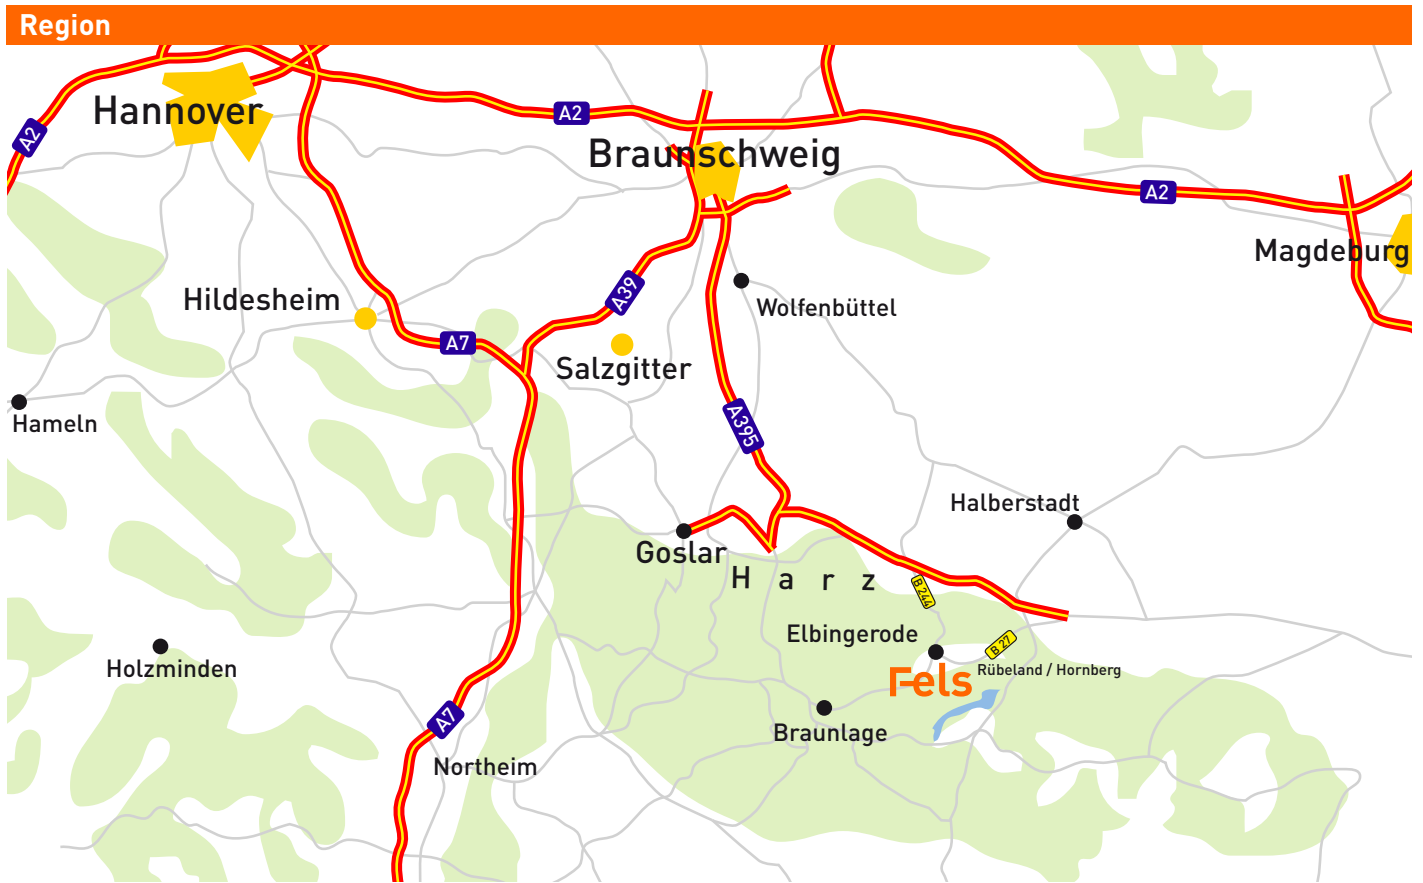 Region
Hannover
A2
A2
Braunschweig
A2
Magdeburg
Hildesheim
A39
Wolfenbüttel
A7
Salzgitter
Hameln
A395
Halberstadt
Goslar
Harz
B 244
Elbingerode
B 27
Holzminden
Rübeland / Hornberg
Fels
A7
Braunlage
Northeim